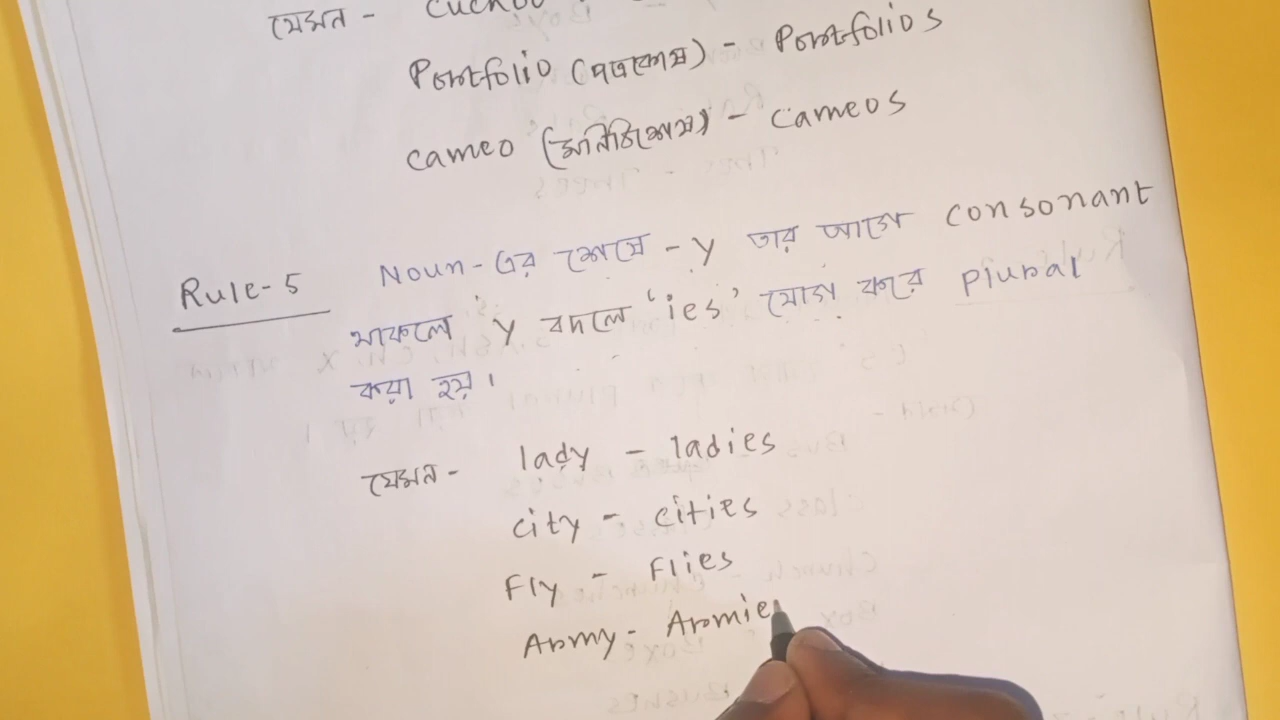 যেমন - Cuckoo
Portfolio (পত্রকোষ) - Portfolios
Cameo - Cameos
Rule-5 Noun-এর শেষে -y তার আগে consonant
থাকলে y বদলে 'ies' যোগ করে plural
করা হয়।
যেমন- lady - ladies
city - cities
Fly - Flies
Army - Armie